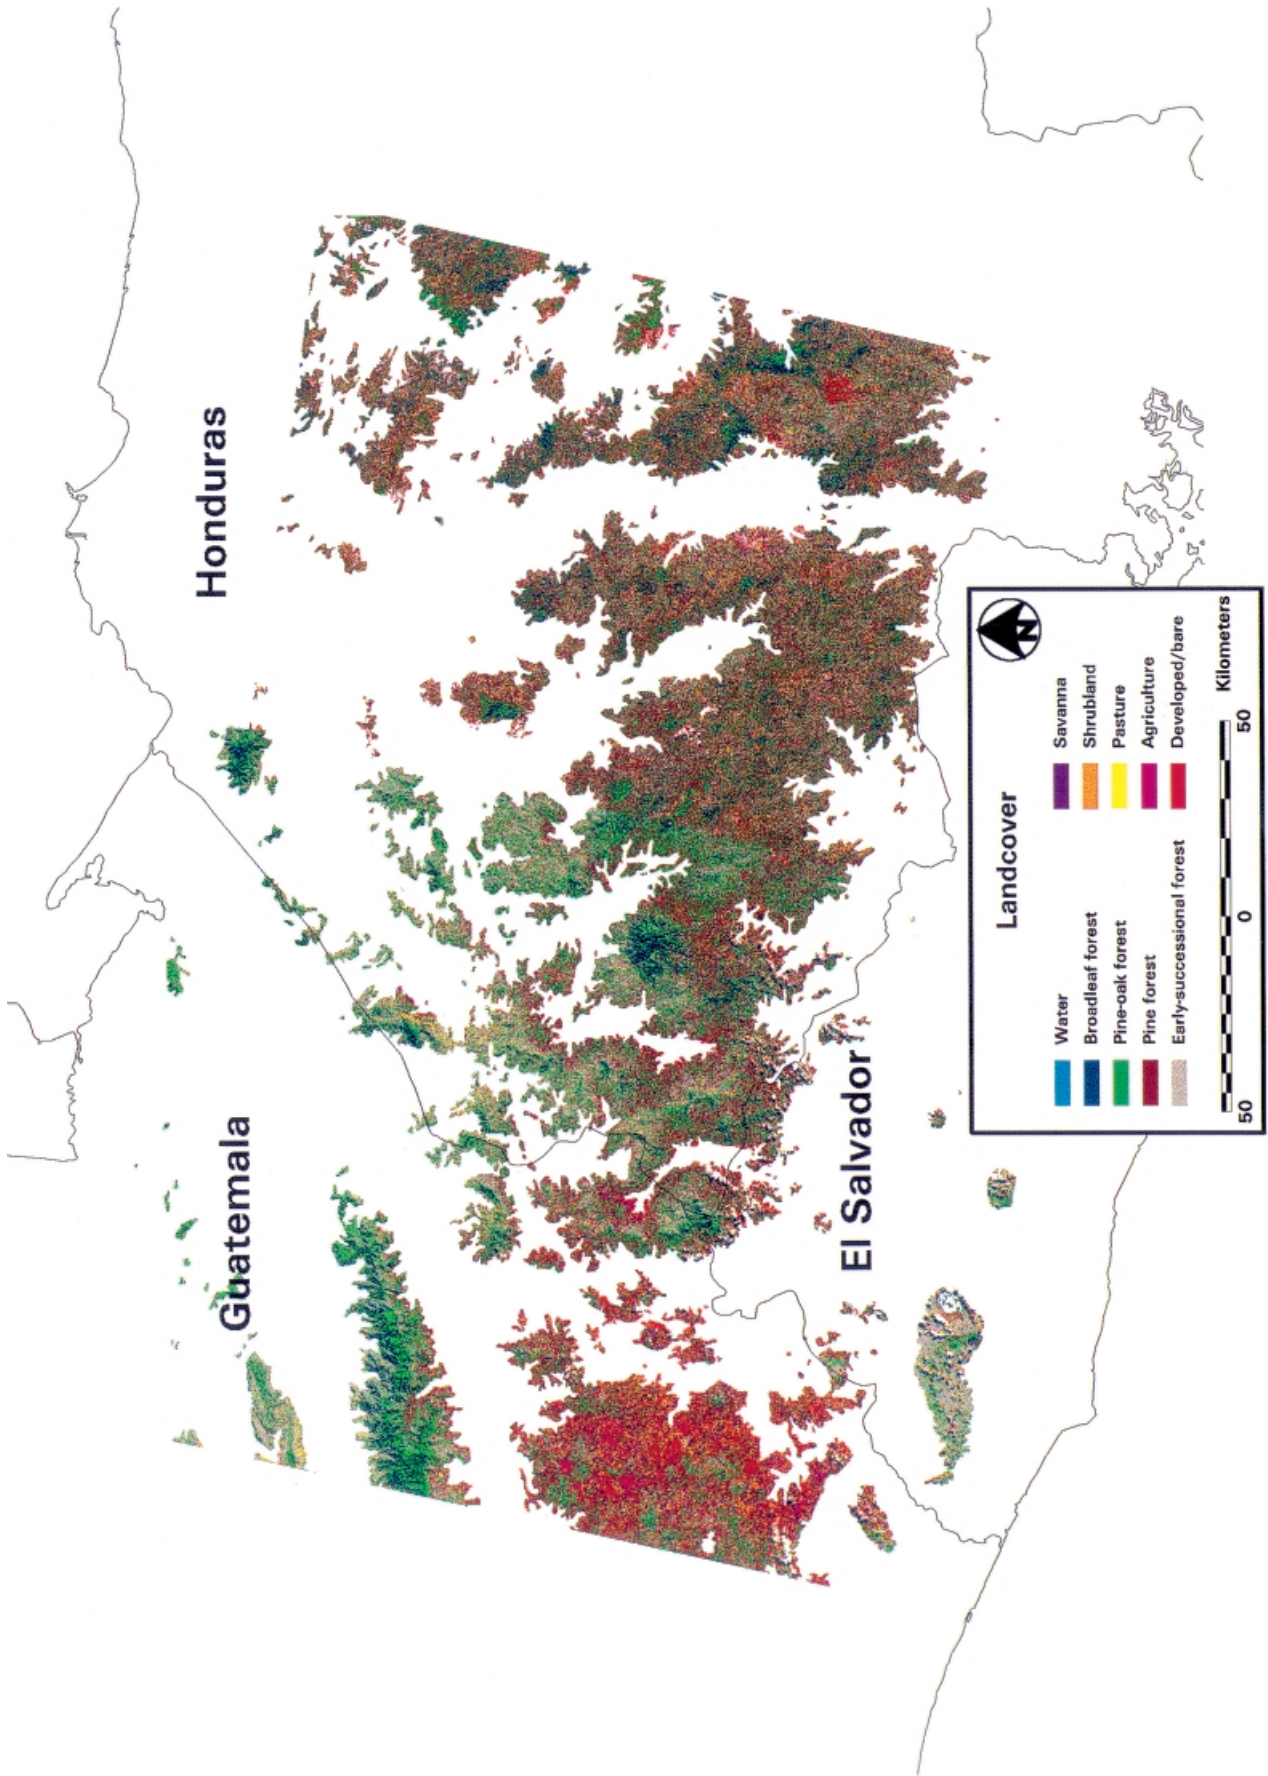 Honduras
Guatemala
El Salvador
N
Landcover
Water
Broadleaf forest
Pine-oak forest
Pine forest
Early-successional forest
Savanna
Shrubland
Pasture
Agriculture
Developed/bare
50
0
50
Kilometers